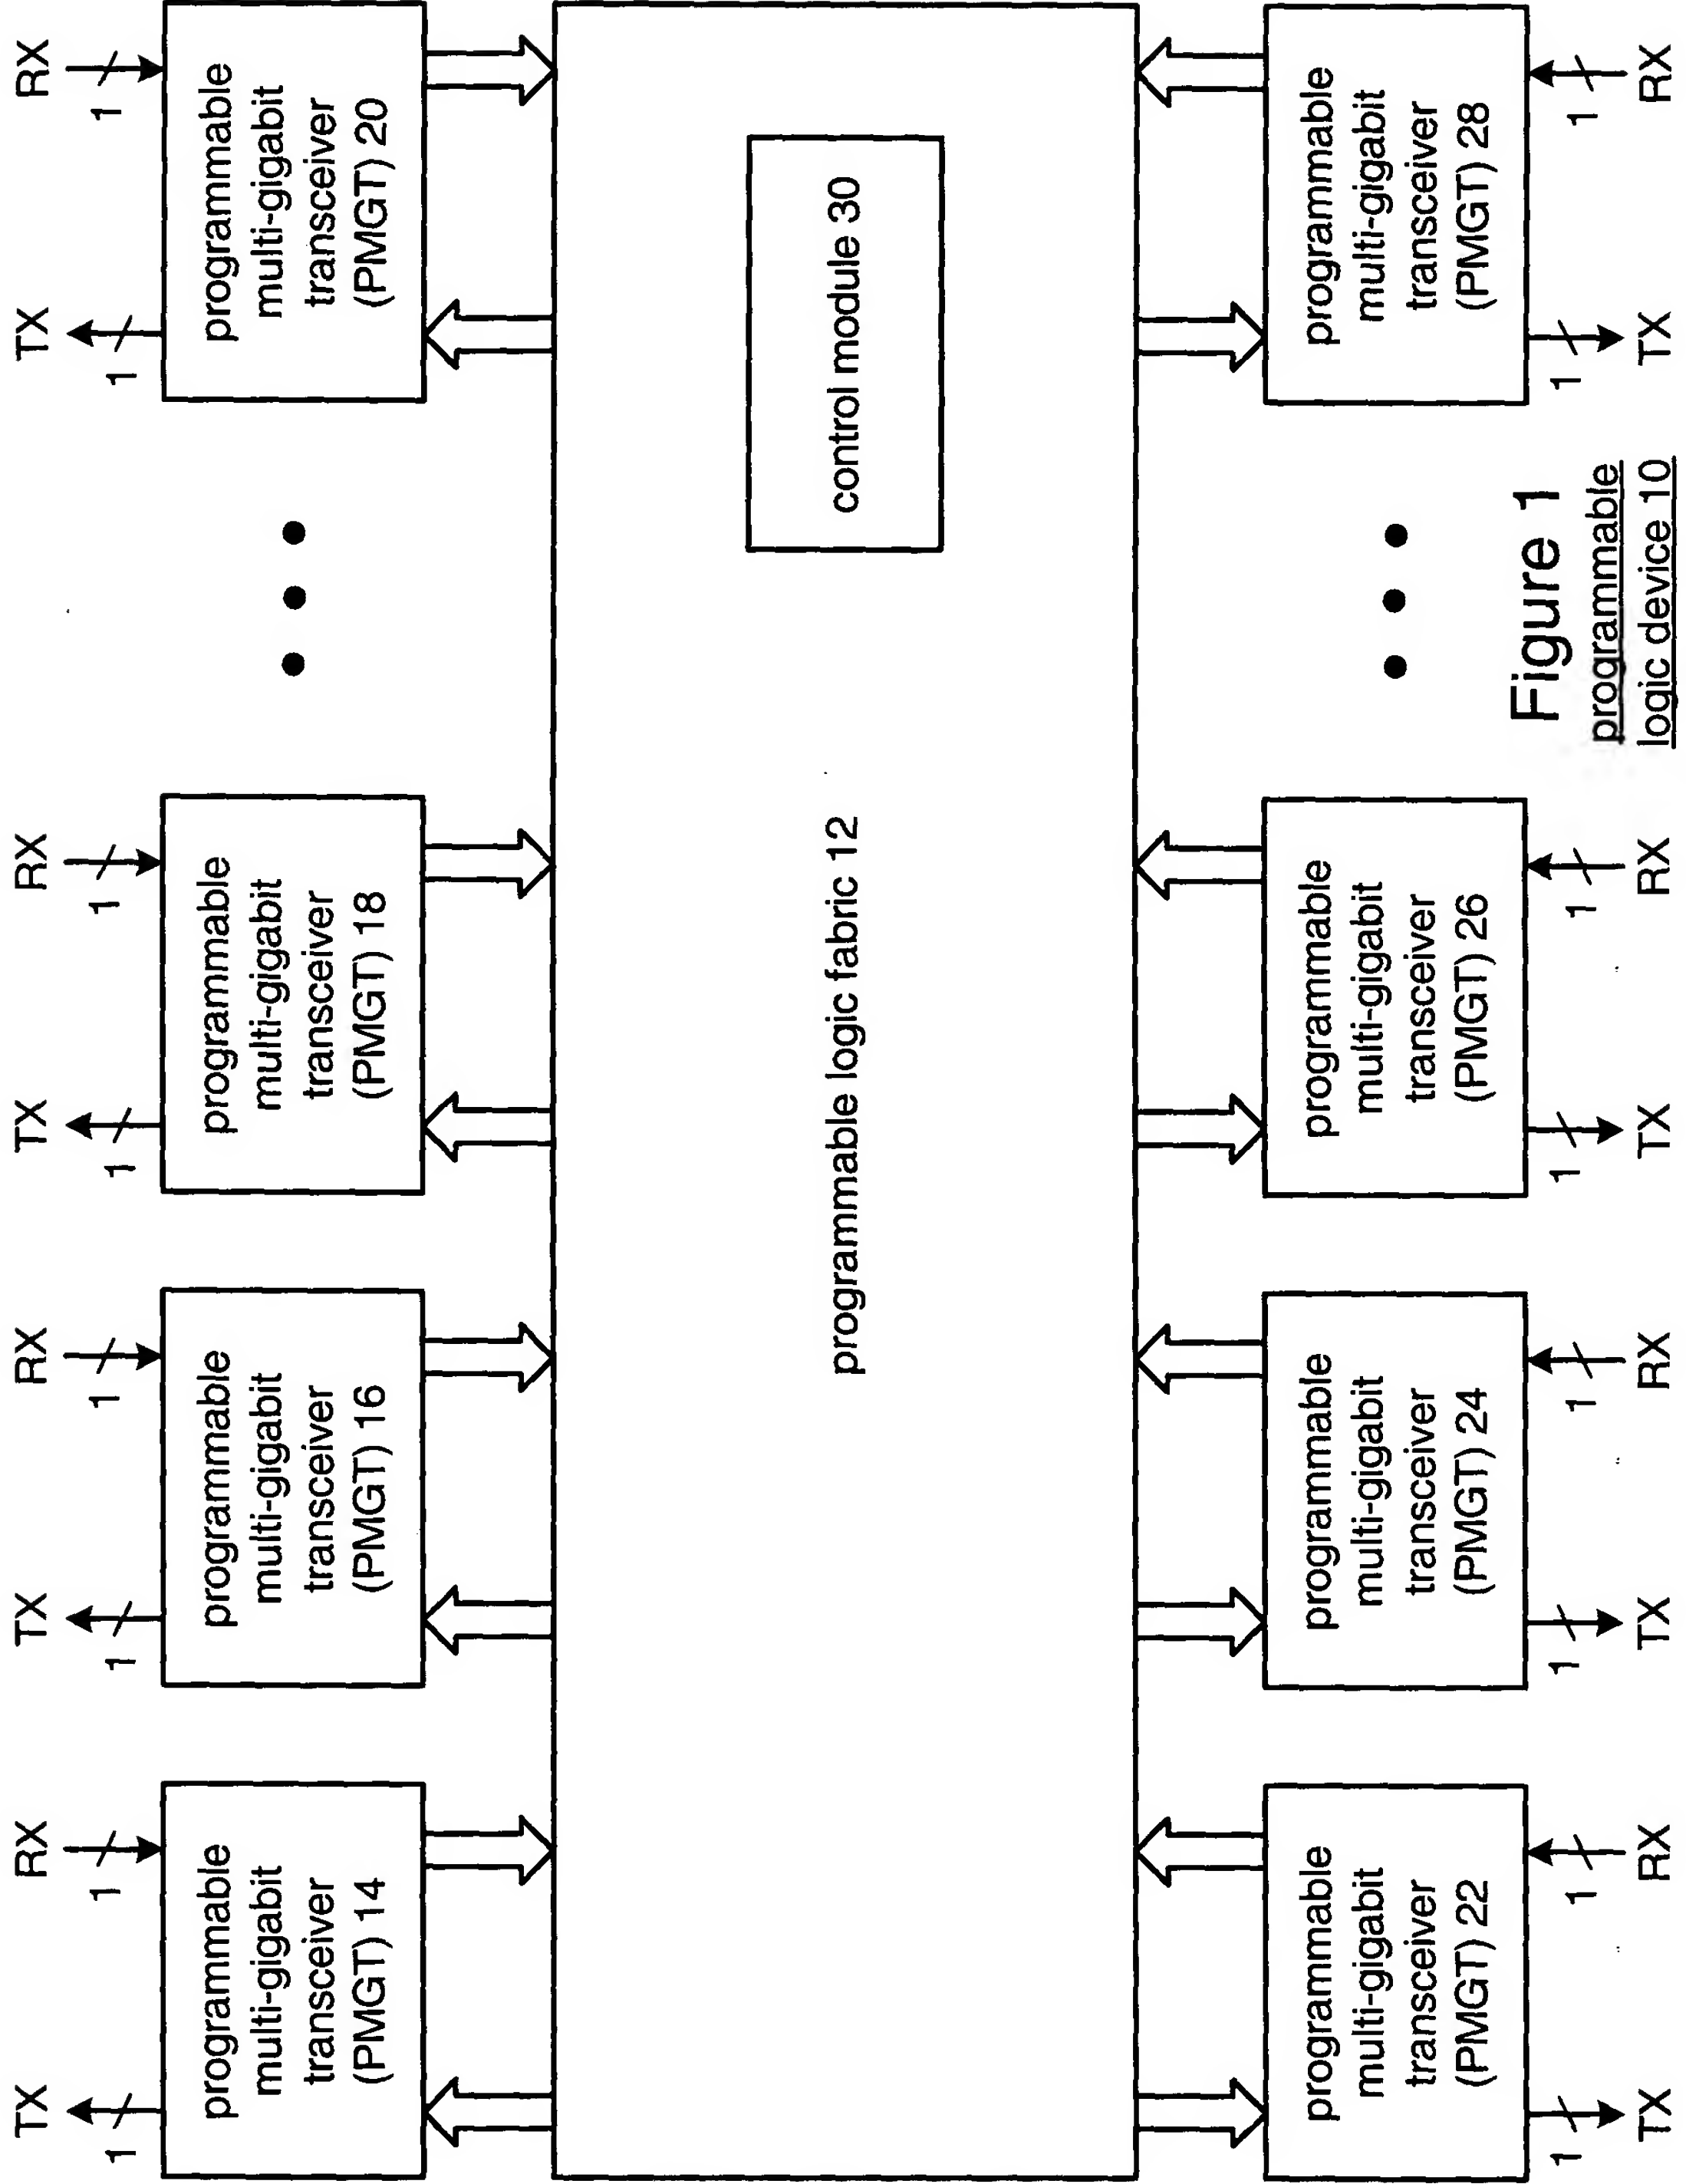 TX
RX
TX
RX
TX
RX
TX
RX
1
1
1
1
1
1
1
1
programmable
multi-gigabit
transceiver
(PMGT) 14
programmable
multi-gigabit
transceiver
(PMGT) 16
programmable
multi-gigabit
transceiver
(PMGT) 18
programmable
multi-gigabit
transceiver
(PMGT) 20
programmable logic fabric 12
control module 30
programmable
multi-gigabit
transceiver
(PMGT) 22
programmable
multi-gigabit
transceiver
(PMGT) 24
programmable
multi-gigabit
transceiver
(PMGT) 26
programmable
multi-gigabit
transceiver
(PMGT) 28
1
1
1
1
1
1
1
1
TX
RX
TX
RX
TX
RX
TX
RX
Figure 1
programmable
logic device 10